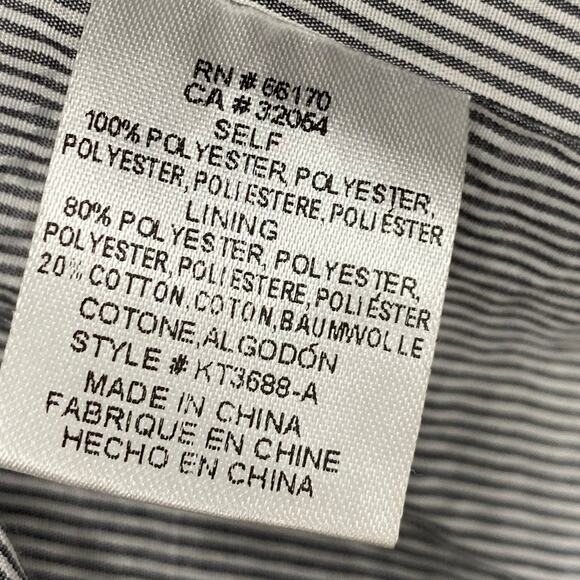 RN # 66170
CA # 32064
SELF
100% POLYESTER, POLYESTER,
POLYESTER, POLIESTERE, POLIÉSTER
LINING
80% POLYESTER, POLYESTER,
POLYESTER, POLIESTERE, POLIÉSTER
20% COTTON, COTON, BAUMWOLLE
COTONE, ALGODÓN
STYLE # KT3688-A
MADE IN CHINA
FABRIQUE EN CHINE
HECHO EN CHINA